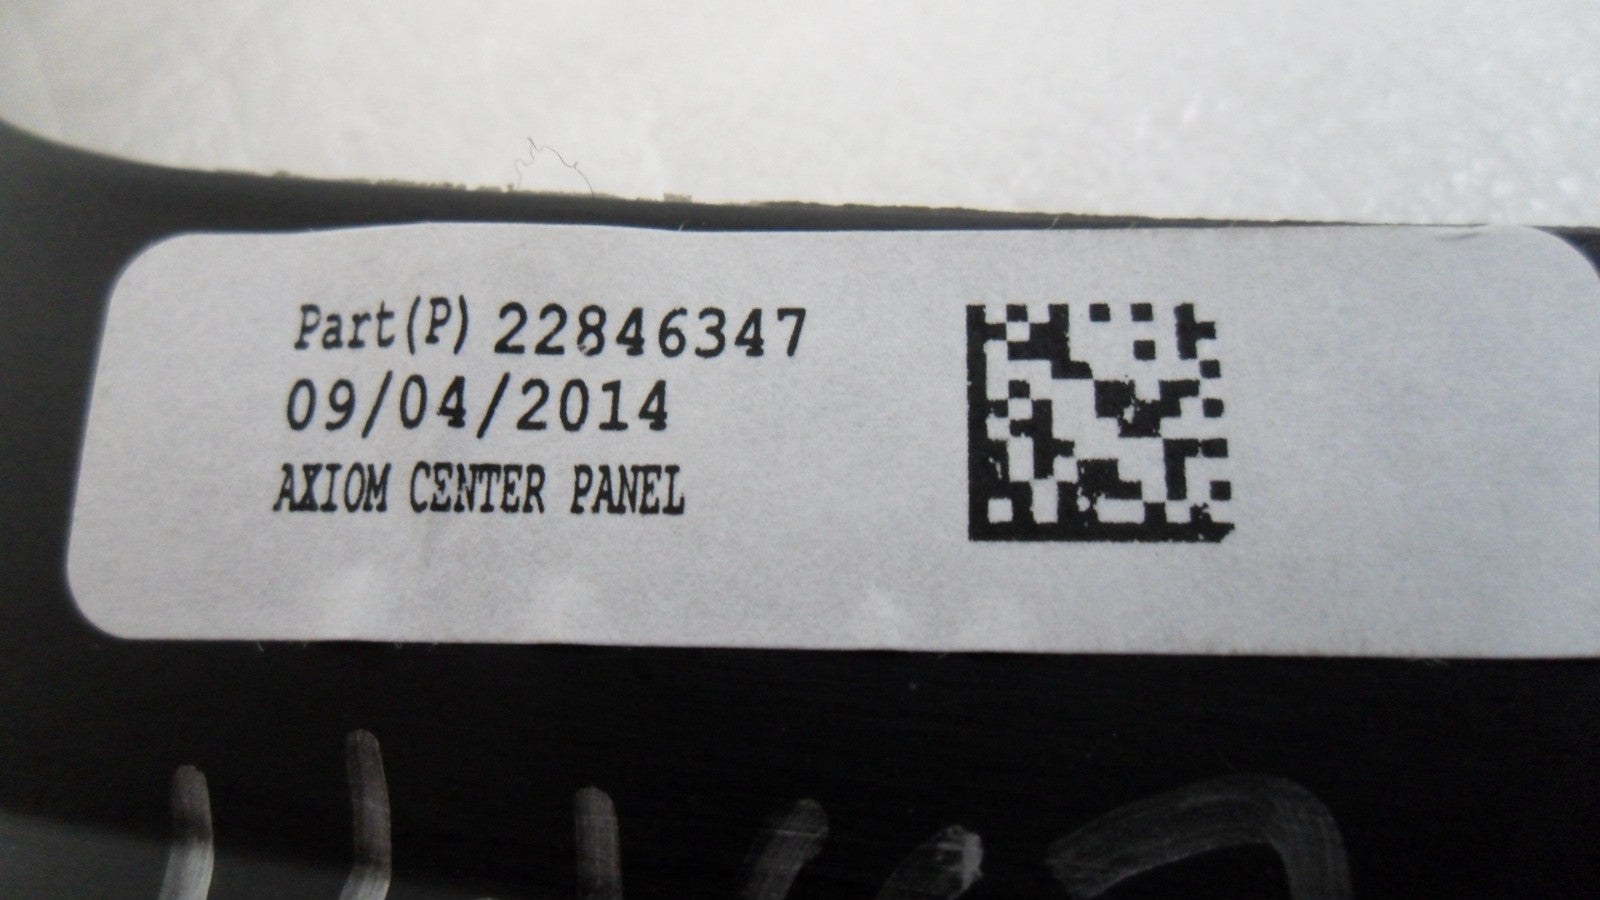 Part(P) 22846347
09/04/2014
AXIOM CENTER PANEL